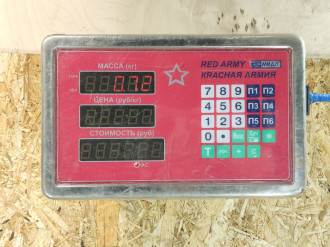 МАССА (кг)
0.72
ЦЕНА (руб/кг)
СТОИМОСТЬ (руб)
RED ARMY
КРАСНАЯ АРМИЯ
7 8 9 П1 П2
4 5 6 П3 П4
1 2 3 П5 П6
0
T